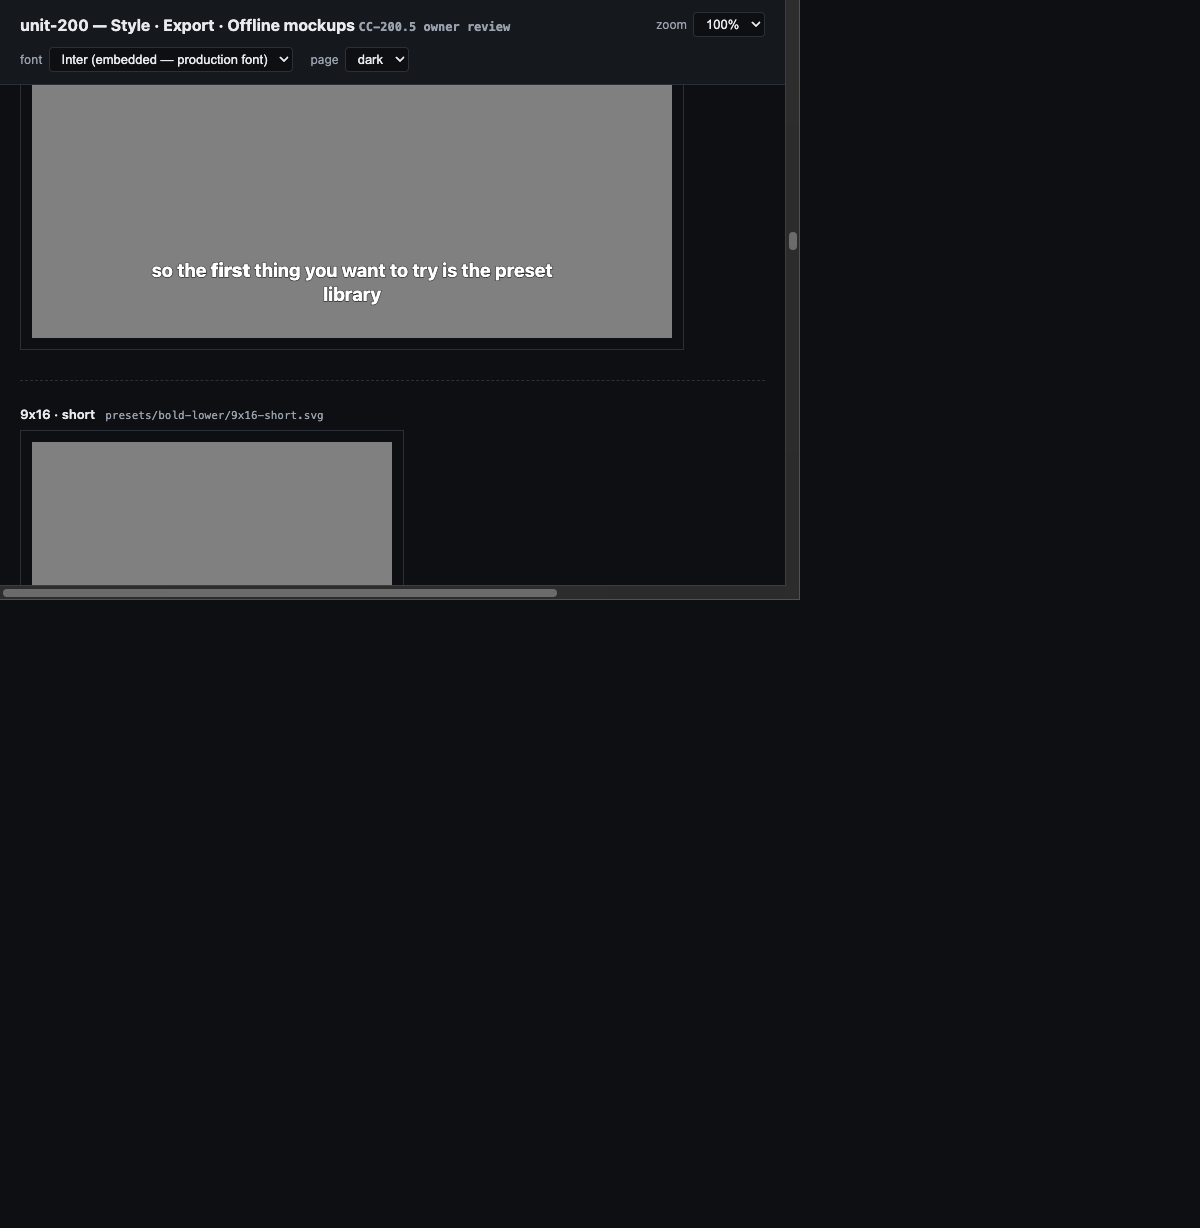 unit-200 — Style · Export · Offline mockups CC-200.5 owner review
zoom 100%
font Inter (embedded — production font) page dark
so the first thing you want to try is the preset
library
9x16 · short presets/bold-lower/9x16-short.svg